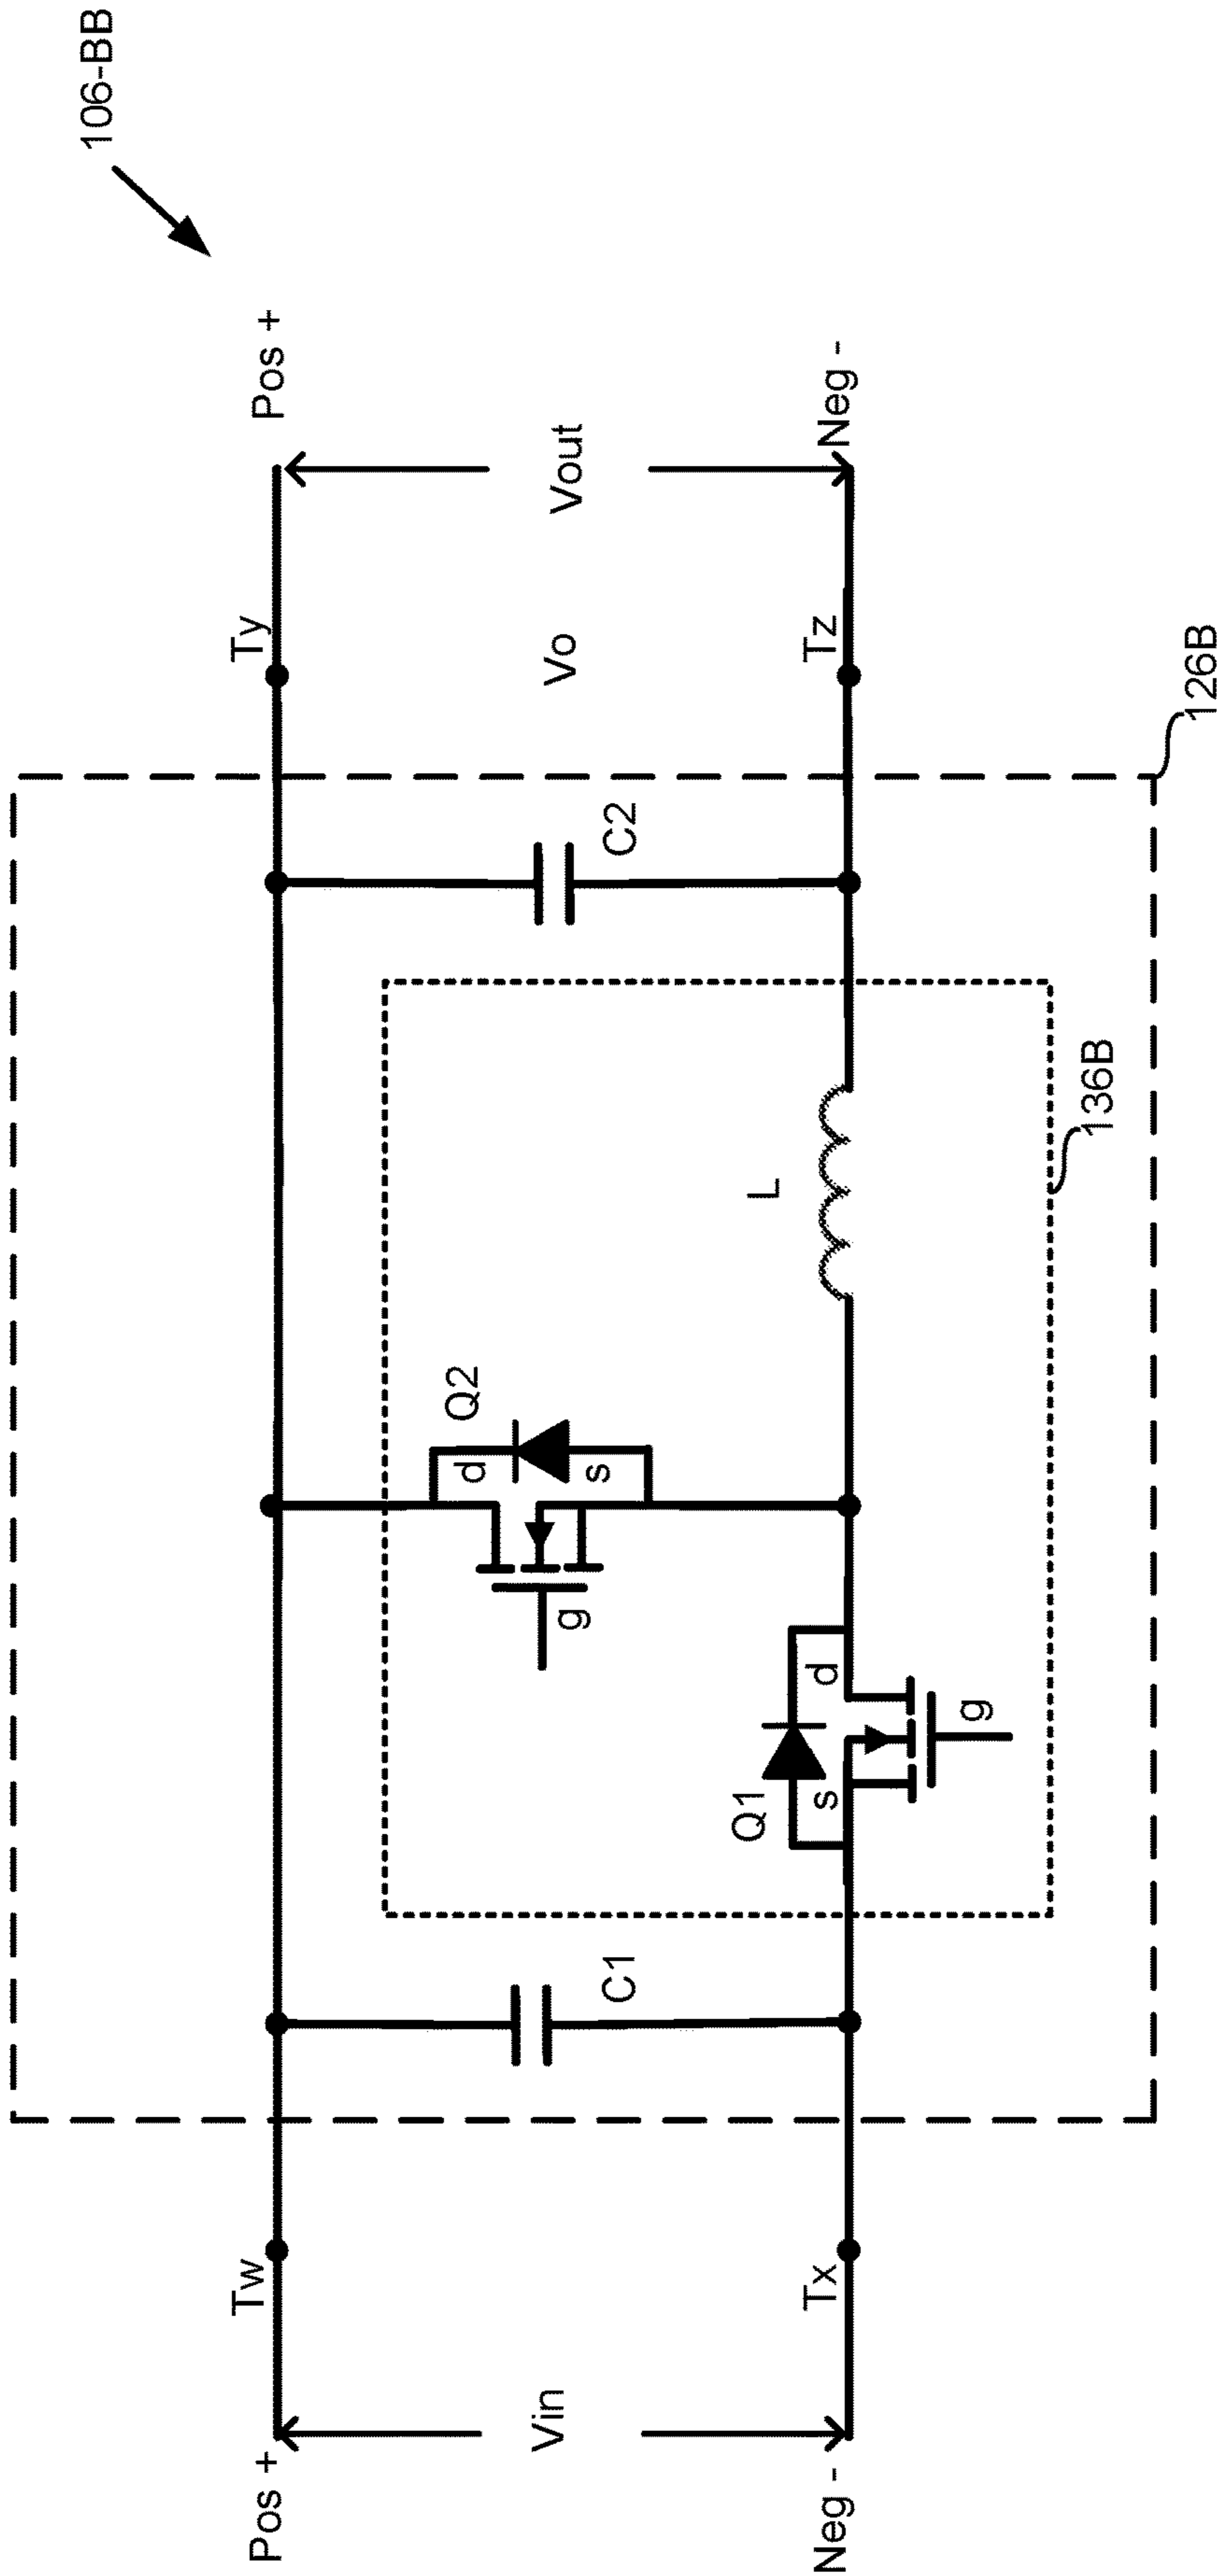 106-BB
Pos +
Tw
Ty
Pos +
Vin
C1
Q2
d
s
g
C2
Vo
Vout
Q1
s
d
g
L
Neg -
Tx
Tz
Neg -
136B
126B